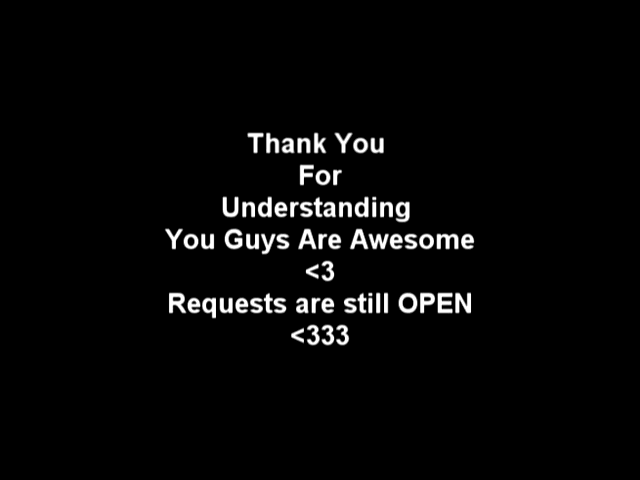 Thank You
For
Understanding
You Guys Are Awesome
<3
Requests are still OPEN
<333